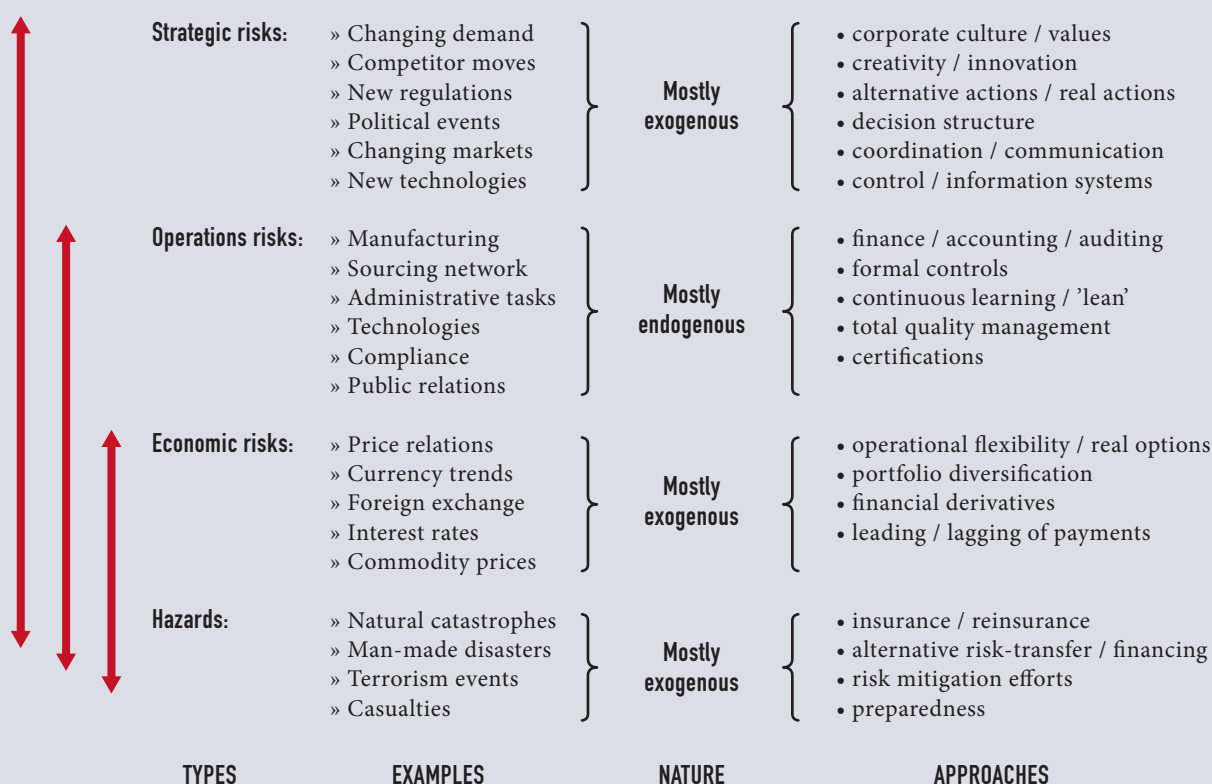 Strategic risks:
» Changing demand
» Competitor moves
» New regulations
» Political events
» Changing markets
» New technologies
Mostly
exogenous
• corporate culture / values
• creativity / innovation
• alternative actions / real actions
• decision structure
• coordination / communication
• control / information systems
Operations risks:
» Manufacturing
» Sourcing network
» Administrative tasks
» Technologies
» Compliance
» Public relations
Mostly
endogenous
• finance / accounting / auditing
• formal controls
• continuous learning / ’lean’
• total quality management
• certifications
Economic risks:
» Price relations
» Currency trends
» Foreign exchange
» Interest rates
» Commodity prices
Mostly
exogenous
• operational flexibility / real options
• portfolio diversification
• financial derivatives
• leading / lagging of payments
Hazards:
» Natural catastrophes
» Man-made disasters
» Terrorism events
» Casualties
Mostly
exogenous
• insurance / reinsurance
• alternative risk-transfer / financing
• risk mitigation efforts
• preparedness
TYPES
EXAMPLES
NATURE
APPROACHES